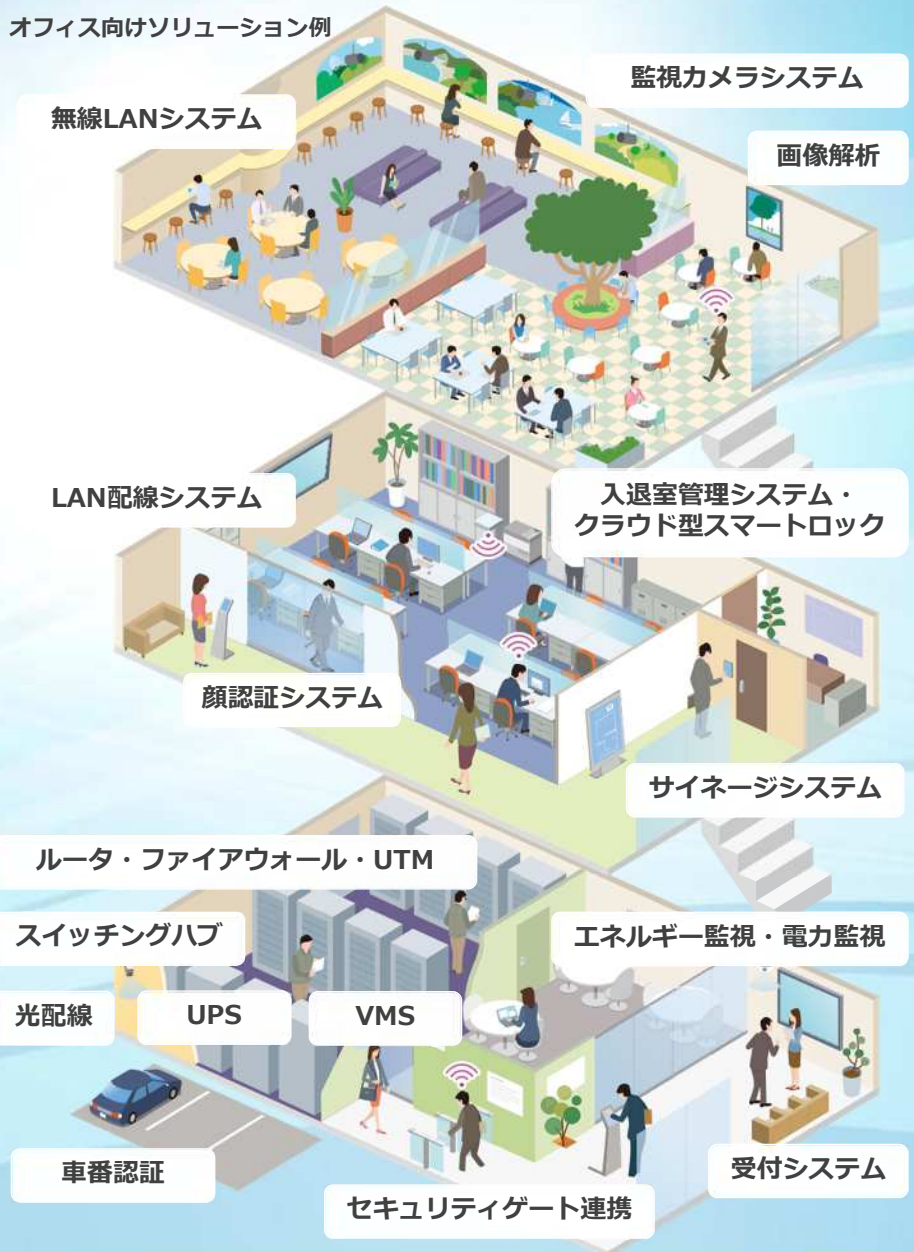 オフィス向けソリューション例
監視カメラシステム
無線LANシステム
画像解析
LAN配線システム
入退室管理システム・
クラウド型スマートロック
顔認証システム
サイネージシステム
ルータ・ファイアウォール・UTM
スイッチングハブ
エネルギー監視・電力監視
光配線
UPS
VMS
車番認証
受付システム
セキュリティゲート連携